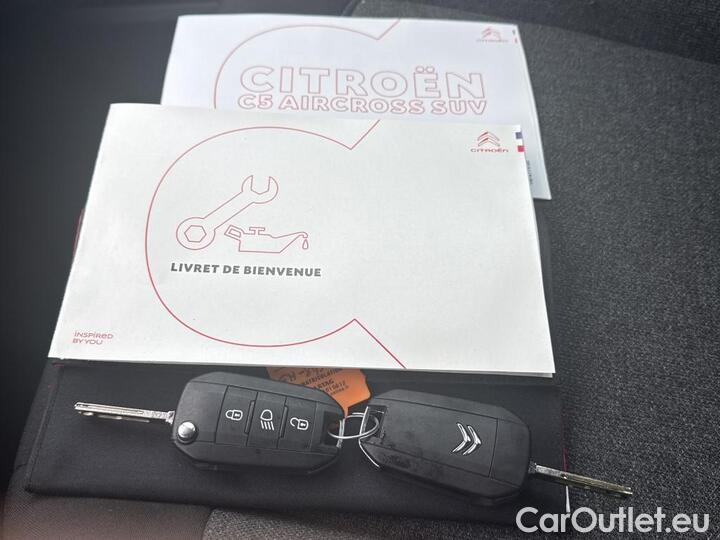 CITROËN
CITROËN
C5 AIRCROSS SUV
CITROËN
LIVRET DE BIENVENUE
INSPIRED
BY YOU
CarOutlet.eu